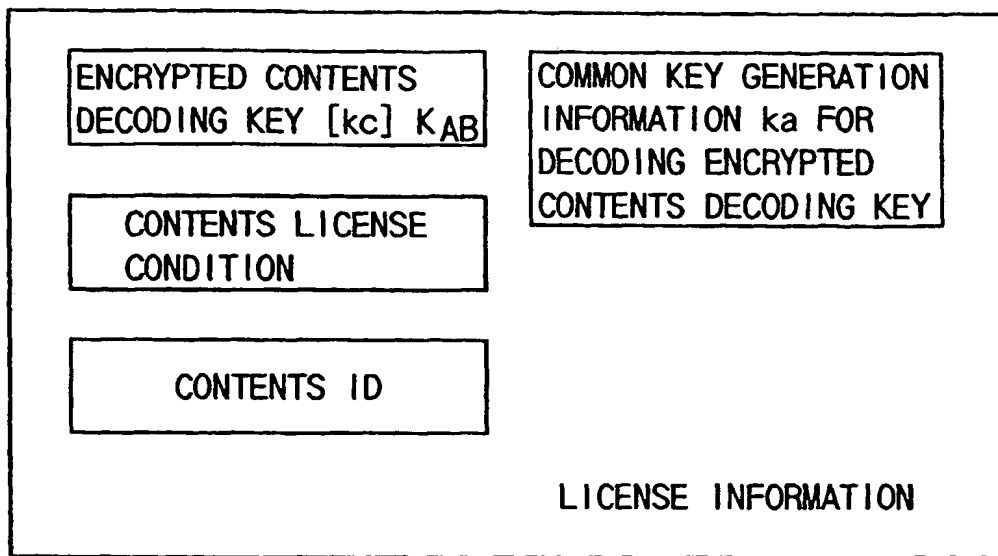 ENCRYPTED CONTENTS
DECODING KEY [kc] KAB
CONTENTS LICENSE
CONDITION
CONTENTS ID
COMMON KEY GENERATION
INFORMATION ka FOR
DECODING ENCRYPTED
CONTENTS DECODING KEY
LICENSE INFORMATION